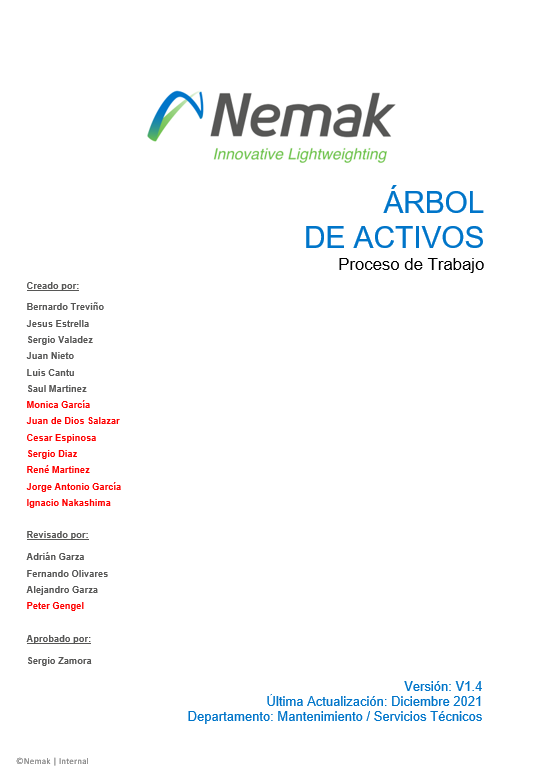 Nemak
Innovative Lightweighting
ÁRBOL
DE ACTIVOS
Proceso de Trabajo
Creado por:
Bernardo Treviño
Jesus Estrella
Sergio Valadez
Juan Nieto
Luis Cantu
Saul Martinez
Monica García
Juan de Dios Salazar
Cesar Espinosa
Sergio Diaz
René Martinez
Jorge Antonio García
Ignacio Nakashima
Revisado por:
Adrián Garza
Fernando Olivares
Alejandro Garza
Peter Gengel
Aprobado por:
Sergio Zamora
Versión: V1.4
Última Actualización: Diciembre 2021
Departamento: Mantenimiento / Servicios Técnicos
©Nemak | Internal